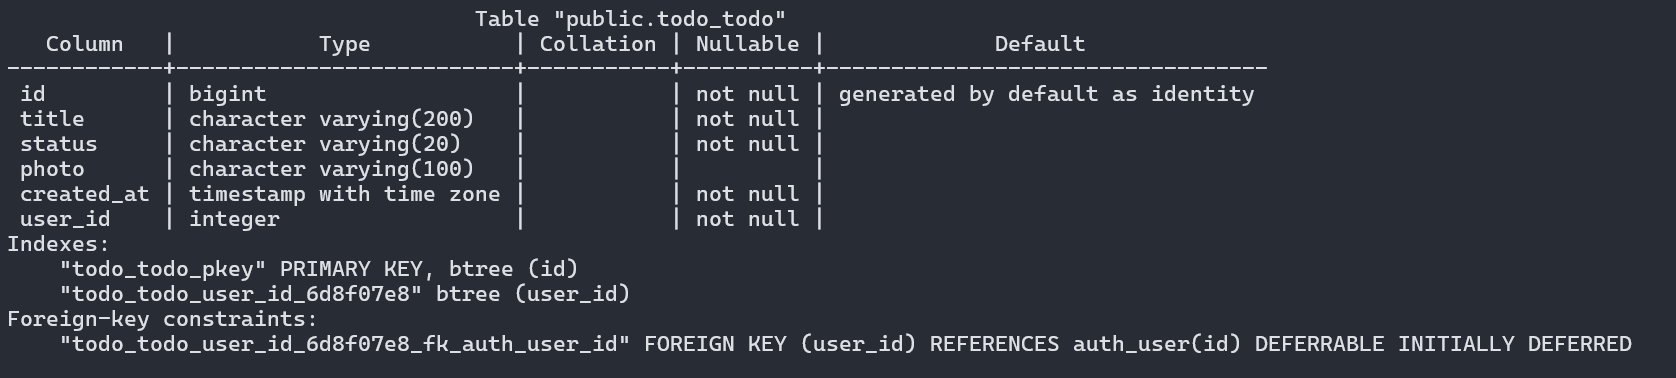 Table "public.todo_todo"
   Column   |           Type           | Collation | Nullable |             Default
------------+--------------------------+-----------+----------+----------------------------------
 id         | bigint                   |           | not null | generated by default as identity
 title      | character varying(200)   |           | not null |
 status     | character varying(20)    |           | not null |
 photo      | character varying(100)   |           |          |
 created_at | timestamp with time zone |           | not null |
 user_id    | integer                  |           | not null |
Indexes:
    "todo_todo_pkey" PRIMARY KEY, btree (id)
    "todo_todo_user_id_6d8f07e8" btree (user_id)
Foreign-key constraints:
    "todo_todo_user_id_6d8f07e8_fk_auth_user_id" FOREIGN KEY (user_id) REFERENCES auth_user(id) DEFERRABLE INITIALLY DEFERRED